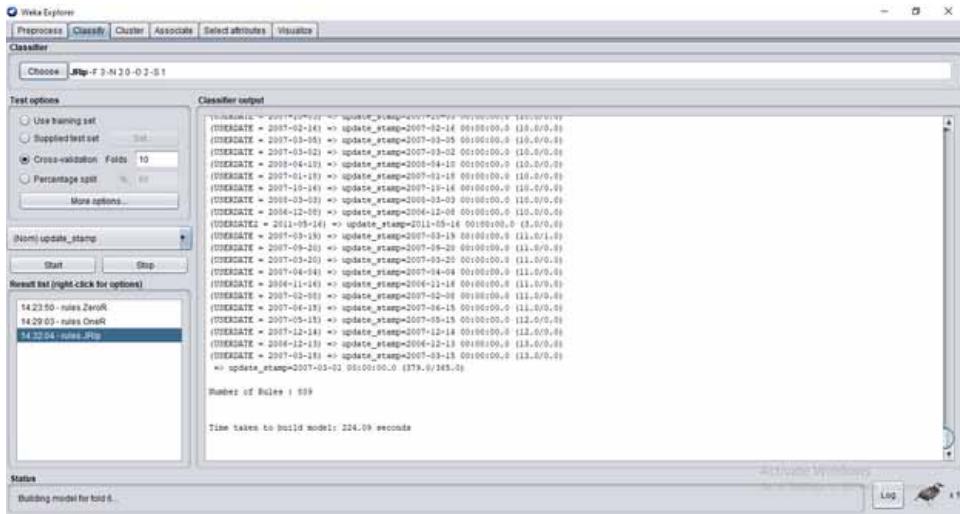 Weka Explorer
Preprocess Classify Cluster Associate Select attributes Visualize
Classifier
Choose JRip -F 3 -N 2.0 -O 2 -S 1
Test options
Use training set
Supplied test set Set...
Cross-validation Folds 10
Percentage split %
More options...
(Nom) update_stamp
Start Stop
Result list (right-click for options)
14:23:50 - rules.ZeroR
14:29:03 - rules.OneR
14:32:04 - rules.JRip
Classifier output
(USERDATE = 2007-02-16) => update_stamp=2007-02-16 00:00:00.0 (10.0/0.0)
(USERDATE = 2007-03-05) => update_stamp=2007-03-05 00:00:00.0 (10.0/0.0)
(USERDATE = 2007-03-02) => update_stamp=2007-03-02 00:00:00.0 (10.0/0.0)
(USERDATE = 2008-04-10) => update_stamp=2008-04-10 00:00:00.0 (10.0/0.0)
(USERDATE = 2007-01-18) => update_stamp=2007-01-18 00:00:00.0 (10.0/0.0)
(USERDATE = 2007-10-16) => update_stamp=2007-10-16 00:00:00.0 (10.0/0.0)
(USERDATE = 2008-03-03) => update_stamp=2008-03-03 00:00:00.0 (10.0/0.0)
(USERDATE = 2006-12-08) => update_stamp=2006-12-08 00:00:00.0 (10.0/0.0)
(USERDATE2 = 2011-05-16) => update_stamp=2011-05-16 00:00:00.0 (3.0/0.0)
(USERDATE = 2007-03-19) => update_stamp=2007-03-19 00:00:00.0 (11.0/1.0)
(USERDATE = 2007-09-20) => update_stamp=2007-09-20 00:00:00.0 (11.0/0.0)
(USERDATE = 2007-03-20) => update_stamp=2007-03-20 00:00:00.0 (11.0/0.0)
(USERDATE = 2007-04-04) => update_stamp=2007-04-04 00:00:00.0 (11.0/0.0)
(USERDATE = 2006-11-16) => update_stamp=2006-11-16 00:00:00.0 (11.0/0.0)
(USERDATE = 2007-02-08) => update_stamp=2007-02-08 00:00:00.0 (11.0/0.0)
(USERDATE = 2007-06-15) => update_stamp=2007-06-15 00:00:00.0 (11.0/0.0)
(USERDATE = 2007-05-15) => update_stamp=2007-05-15 00:00:00.0 (12.0/0.0)
(USERDATE = 2007-12-14) => update_stamp=2007-12-14 00:00:00.0 (12.0/0.0)
(USERDATE = 2006-12-13) => update_stamp=2006-12-13 00:00:00.0 (13.0/0.0)
(USERDATE = 2007-03-15) => update_stamp=2007-03-15 00:00:00.0 (13.0/0.0)
=> update_stamp=2007-03-01 00:00:00.0 (379.0/365.0)
Number of Rules : 509
Time taken to build model: 224.09 seconds
Activate Windows
Status
Building model for fold 6...
Log
x 1